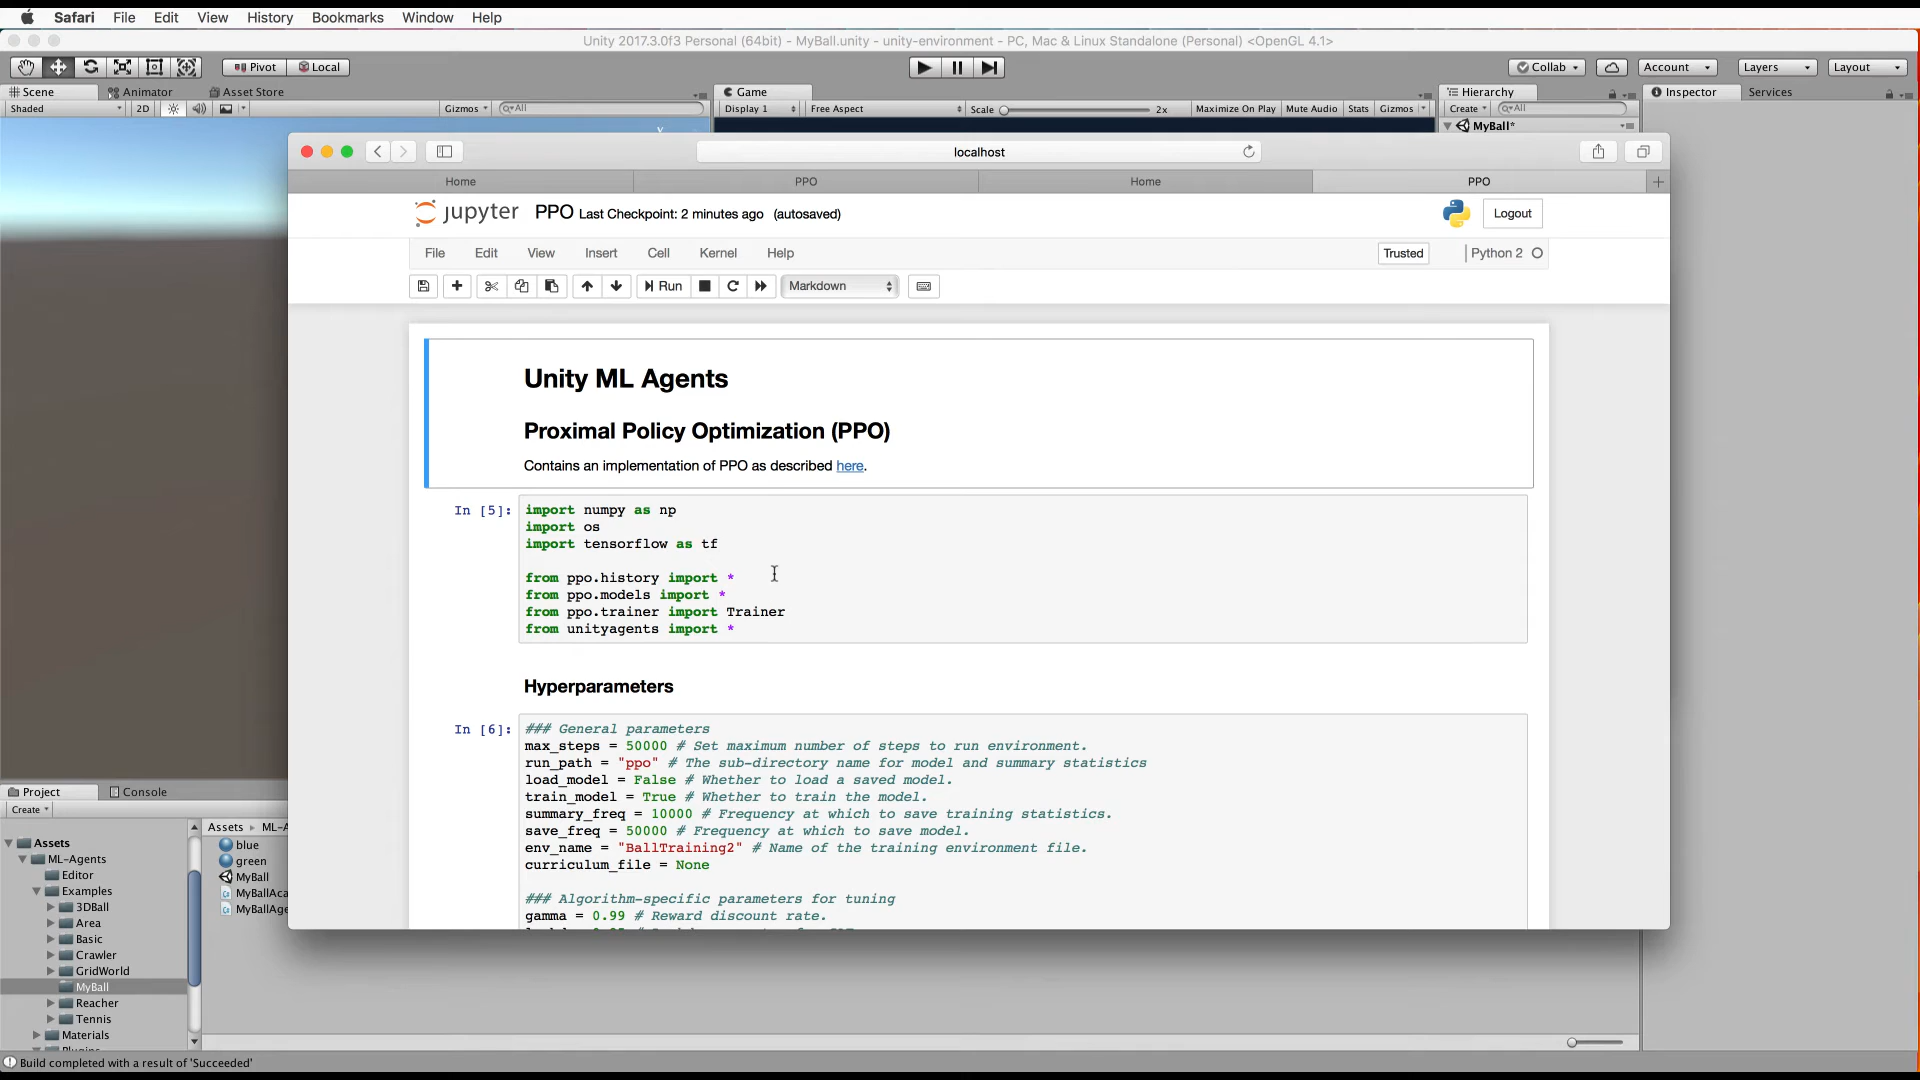 Safari File Edit View History Bookmarks Window Help
Unity 2017.3.0f3 Personal (64bit) - MyBall.unity - unity-environment - PC, Mac & Linux Standalone (Personal) <OpenGL 4.1>
Pivot Local Collab Account Layers Layout
Scene Animator Asset Store Game Hierarchy Inspector Services
Shaded 2D Gizmos All Display 1 Free Aspect Scale 2x Maximize On Play Mute Audio Stats Gizmos Create All
y MyBall*
localhost
Home PPO Home PPO
jupyter PPO Last Checkpoint: 2 minutes ago (autosaved) Logout
File Edit View Insert Cell Kernel Help Trusted Python 2
Run Markdown
Unity ML Agents
Proximal Policy Optimization (PPO)
Contains an implementation of PPO as described here.
In [5]: import numpy as np
import os
import tensorflow as tf
from ppo.history import *
from ppo.models import *
from ppo.trainer import Trainer
from unityagents import *
Hyperparameters
In [6]: ### General parameters
max_steps = 50000 # Set maximum number of steps to run environment.
run_path = "ppo" # The sub-directory name for model and summary statistics
load_model = False # Whether to load a saved model.
train_model = True # Whether to train the model.
summary_freq = 10000 # Frequency at which to save training statistics.
save_freq = 50000 # Frequency at which to save model.
env_name = "BallTraining2" # Name of the training environment file.
curriculum_file = None
### Algorithm-specific parameters for tuning
gamma = 0.99 # Reward discount rate.
Project Console
Create
Assets ML-A
Assets
ML-Agents
Editor
Examples
3DBall
Area
Basic
Crawler
GridWorld
MyBall
Reacher
Tennis
Materials
Plugins
blue
green
MyBall
MyBallAca
MyBallAge
Build completed with a result of 'Succeeded'